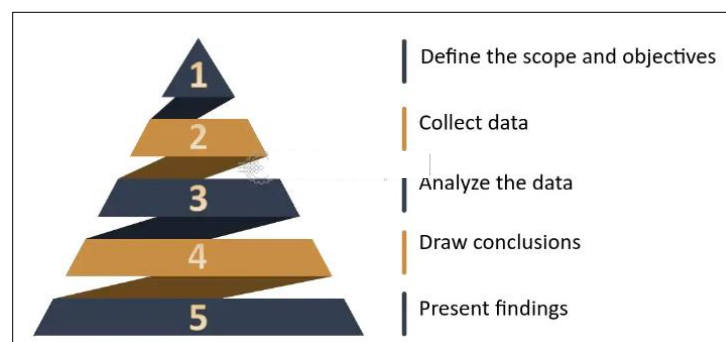 1
Define the scope and objectives
2
Collect data
3
Analyze the data
4
Draw conclusions
5
Present findings